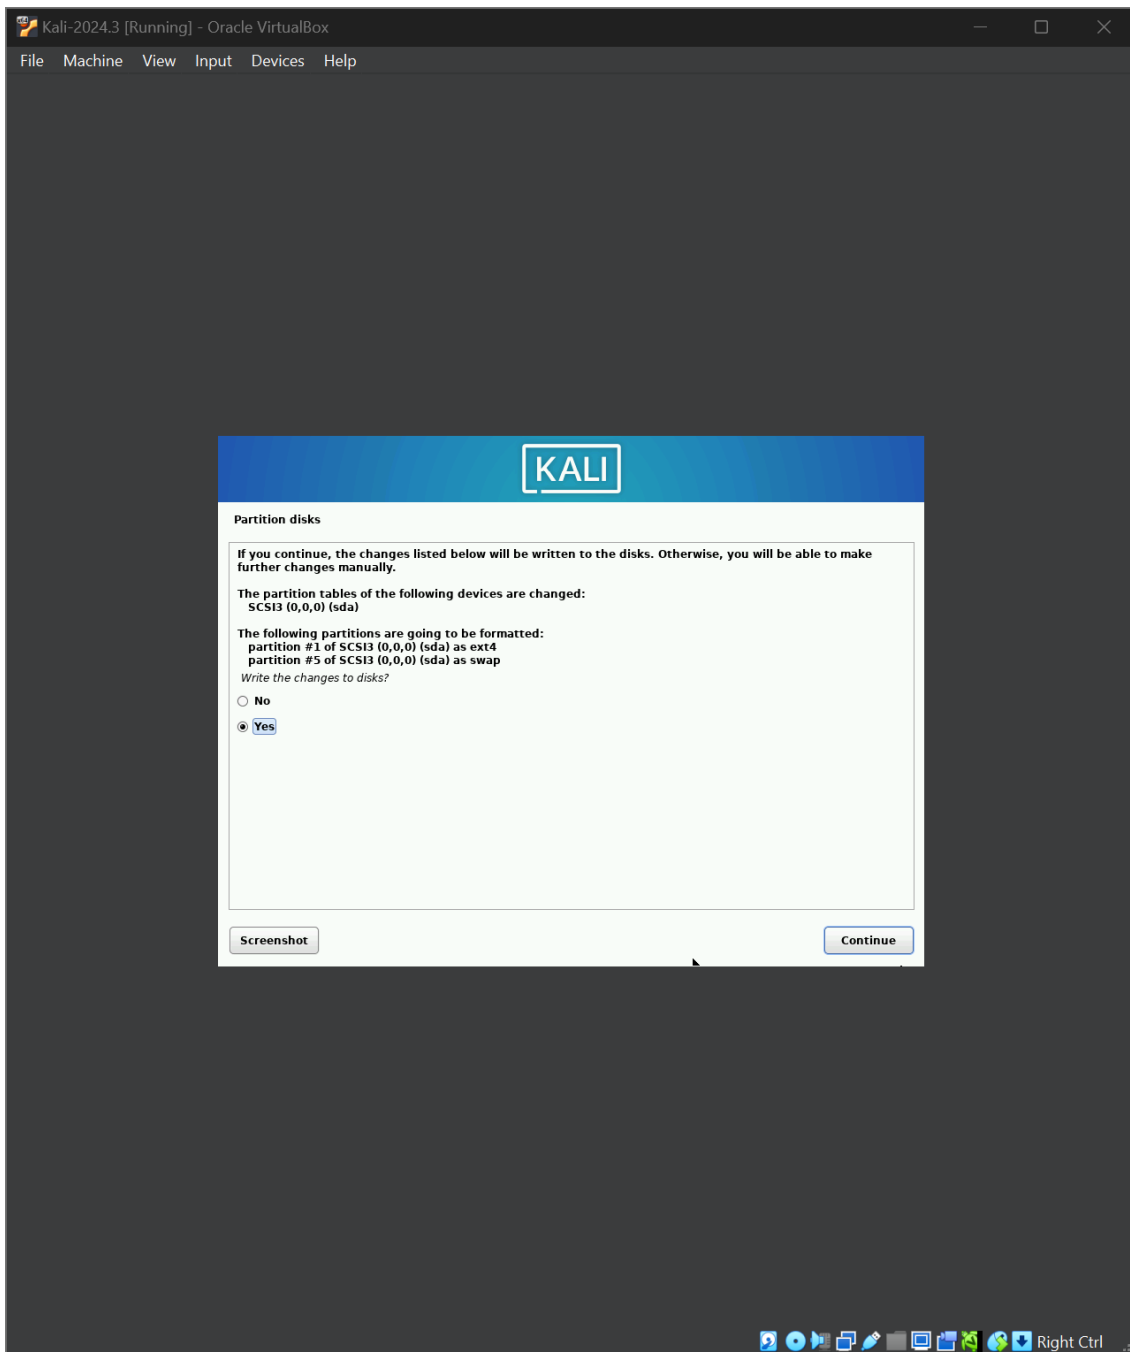 Kali-2024.3 [Running] - Oracle VirtualBox
File Machine View Input Devices Help
KALI
Partition disks
If you continue, the changes listed below will be written to the disks. Otherwise, you will be able to make
further changes manually.
The partition tables of the following devices are changed:
SCSI3 (0,0,0) (sda)
The following partitions are going to be formatted:
partition #1 of SCSI3 (0,0,0) (sda) as ext4
partition #5 of SCSI3 (0,0,0) (sda) as swap
Write the changes to disks?
No
Yes
Screenshot Continue
Right Ctrl